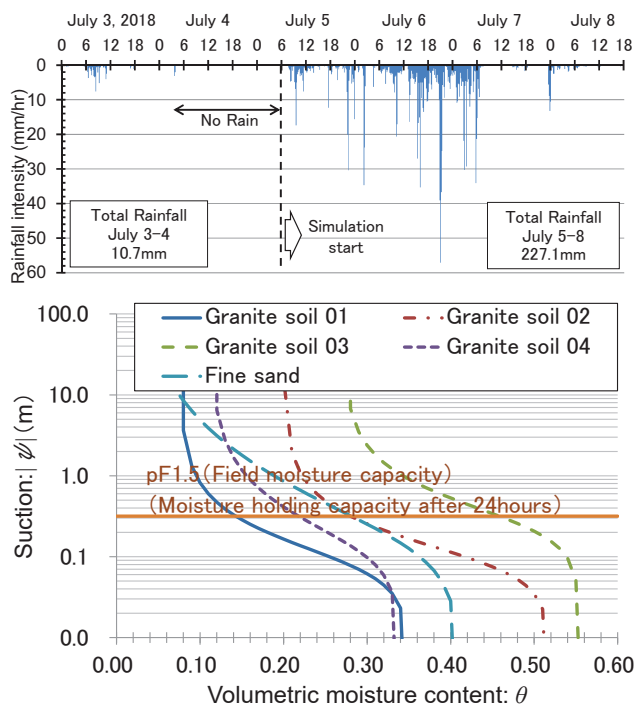 July 3, 2018 July 4 July 5 July 6 July 7 July 8
0 6 12 18 0 6 12 18 0 6 12 18 0 6 12 18 0 6 12 18 0 6 12 18
Rainfall intensity (mm/hr)
0
10
20
30
40
50
60
No Rain
Total Rainfall
July 3-4
10.7mm
Simulation
start
Total Rainfall
July 5-8
227.1mm
Granite soil 01 Granite soil 02
Granite soil 03 Granite soil 04
Fine sand
Suction:|ψ|(m)
100.0
10.0
1.0
0.1
0.0
pF1.5(Field moisture capacity)
(Moisture holding capacity after 24hours)
0.00 0.10 0.20 0.30 0.40 0.50 0.60
Volumetric moisture content: θ